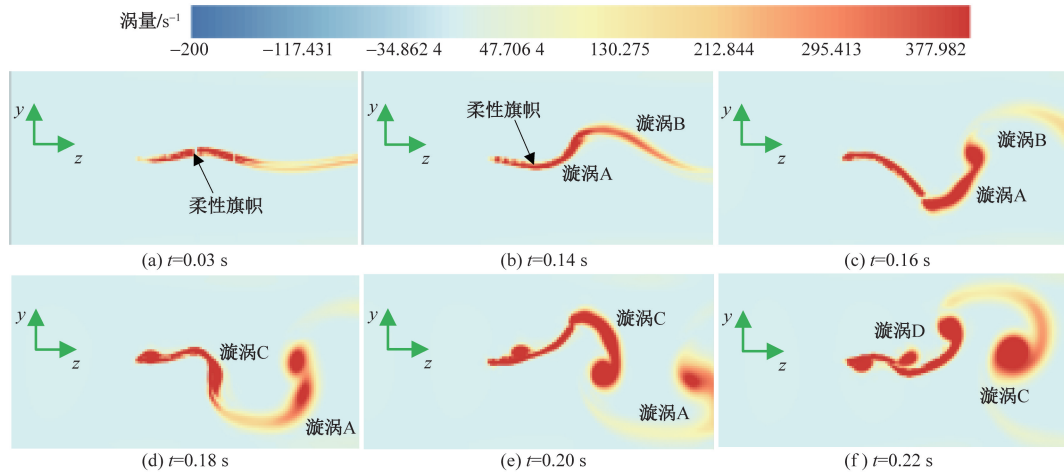 涡量/s⁻¹
−200 −117.431 −34.862 4 47.706 4 130.275 212.844 295.413 377.982
y z 柔性旗帜
y z 柔性旗帜 漩涡A 漩涡B
y z 漩涡B 漩涡A
(a) t=0.03 s (b) t=0.14 s (c) t=0.16 s
y z 漩涡C 漩涡A
y z 漩涡C 漩涡A
y z 漩涡D 漩涡C
(d) t=0.18 s (e) t=0.20 s (f) t=0.22 s